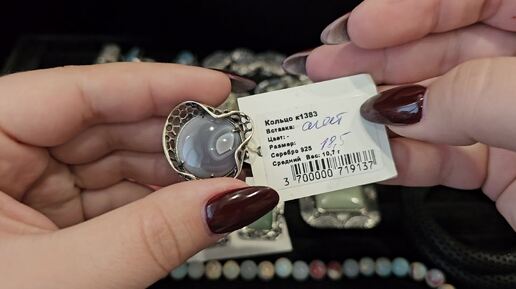 Кольцо к1383
Вставка: агат
Цвет: -
Размер: 18,5
Серебро 925
Средний Вес: 10,7 г
3 700000 719137